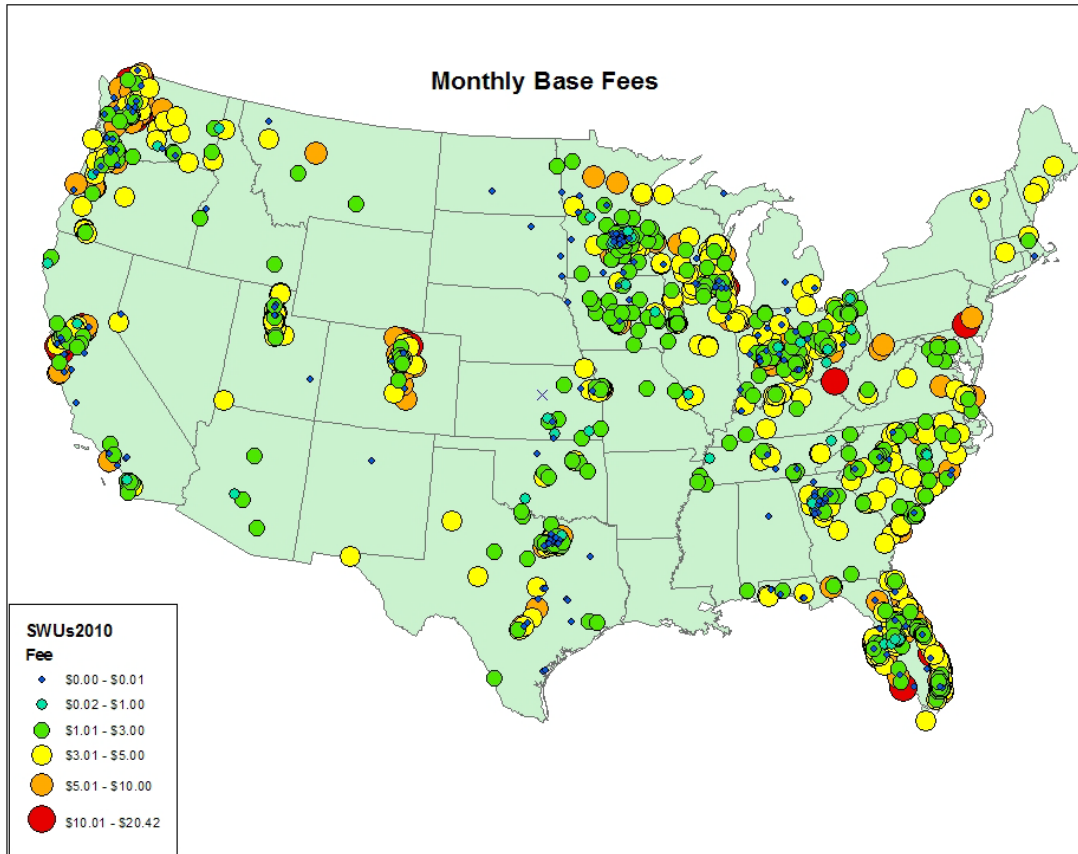 Monthly Base Fees
SWUs2010
Fee
$0.00 - $0.01
$0.02 - $1.00
$1.01 - $3.00
$3.01 - $5.00
$5.01 - $10.00
$10.01 - $20.42